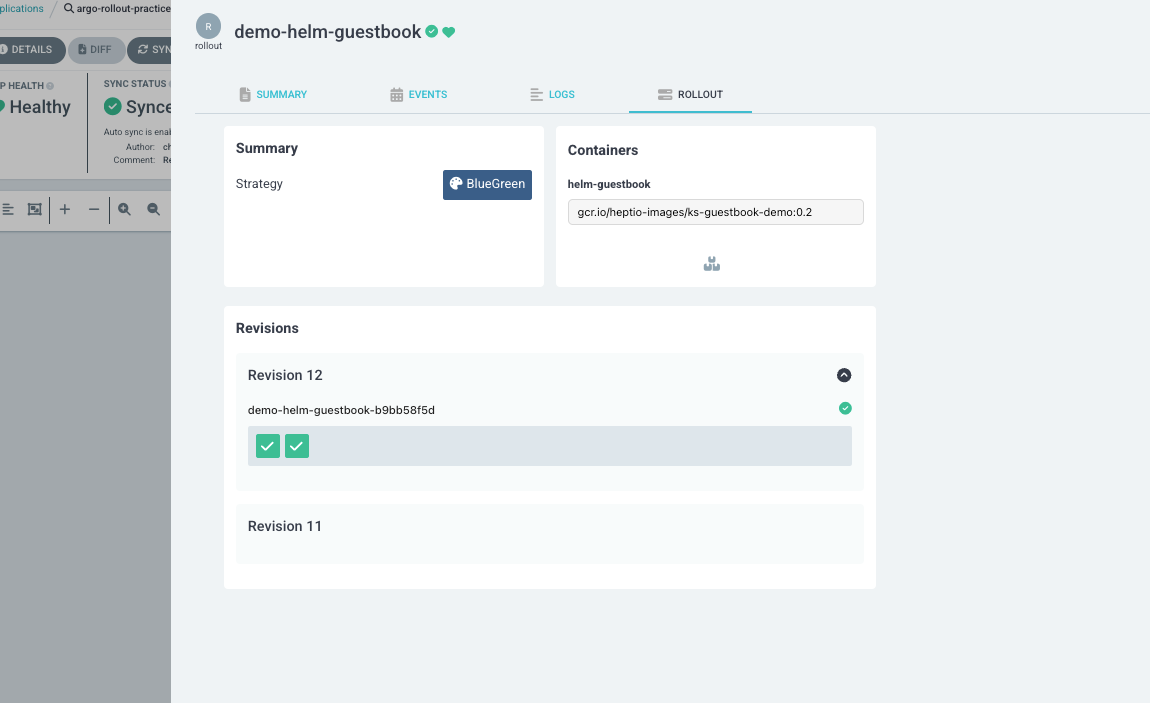 plications / argo-rollout-practice
DETAILS DIFF SYN
P HEALTH
Healthy
SYNC STATUS
Synce
Auto sync is enab
Author: ch
Comment: Re
R
rollout
demo-helm-guestbook
SUMMARY EVENTS LOGS ROLLOUT
Summary
Strategy BlueGreen
Containers
helm-guestbook
gcr.io/heptio-images/ks-guestbook-demo:0.2
Revisions
Revision 12
demo-helm-guestbook-b9bb58f5d
Revision 11